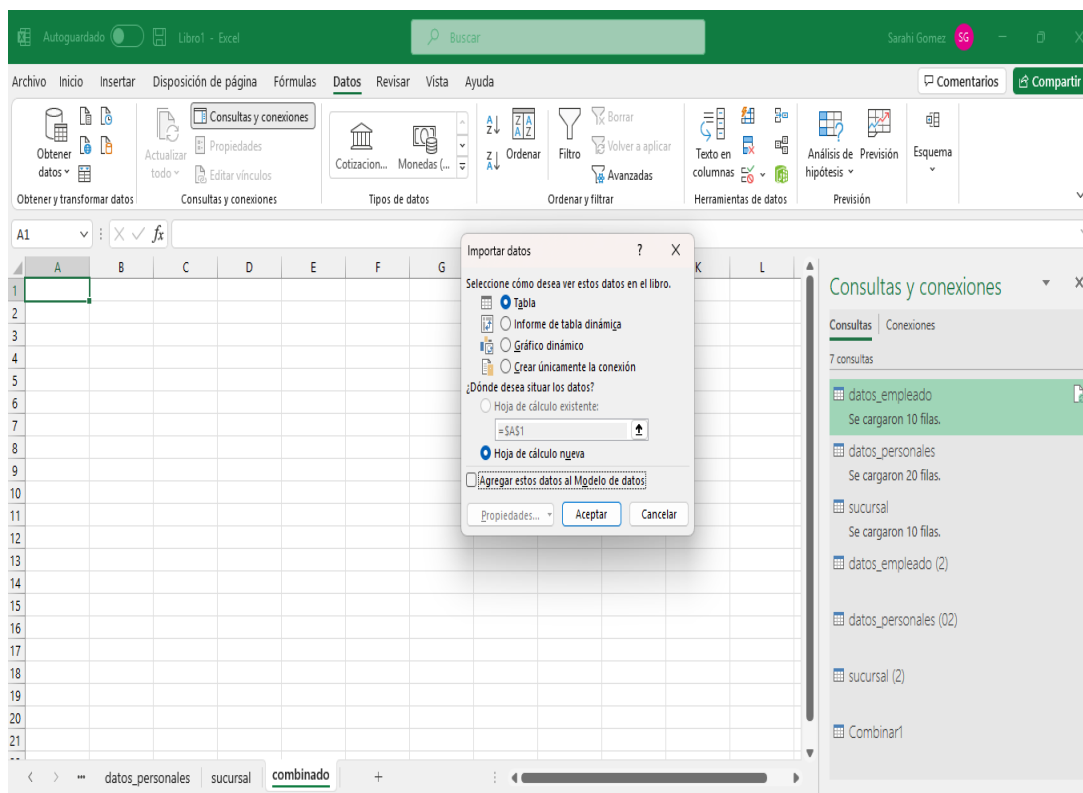 Autoguardado Libro1 - Excel Buscar Sarahi Gomez SG
Archivo Inicio Insertar Disposición de página Fórmulas Datos Revisar Vista Ayuda Comentarios Compartir
Obtener datos
Obtener y transformar datos
Actualizar todo
Consultas y conexiones
Propiedades
Editar vínculos
Consultas y conexiones
Cotizacion... Monedas (...
Tipos de datos
Ordenar
Filtro
Borrar
Volver a aplicar
Avanzadas
Ordenar y filtrar
Texto en columnas
Herramientas de datos
Análisis de hipótesis
Previsión
Previsión
Esquema
A1 fx
A B C D E F G K L
1
2
3
4
5
6
7
8
9
10
11
12
13
14
15
16
17
18
19
20
21
Importar datos ? X
Seleccione cómo desea ver estos datos en el libro.
Tabla
Informe de tabla dinámica
Gráfico dinámico
Crear únicamente la conexión
¿Dónde desea situar los datos?
Hoja de cálculo existente:
=$A$1
Hoja de cálculo nueva
Agregar estos datos al Modelo de datos
Propiedades... Aceptar Cancelar
Consultas y conexiones
Consultas Conexiones
7 consultas
datos_empleado
Se cargaron 10 filas.
datos_personales
Se cargaron 20 filas.
sucursal
Se cargaron 10 filas.
datos_empleado (2)
datos_personales (02)
sucursal (2)
Combinar1
... datos_personales sucursal combinado +